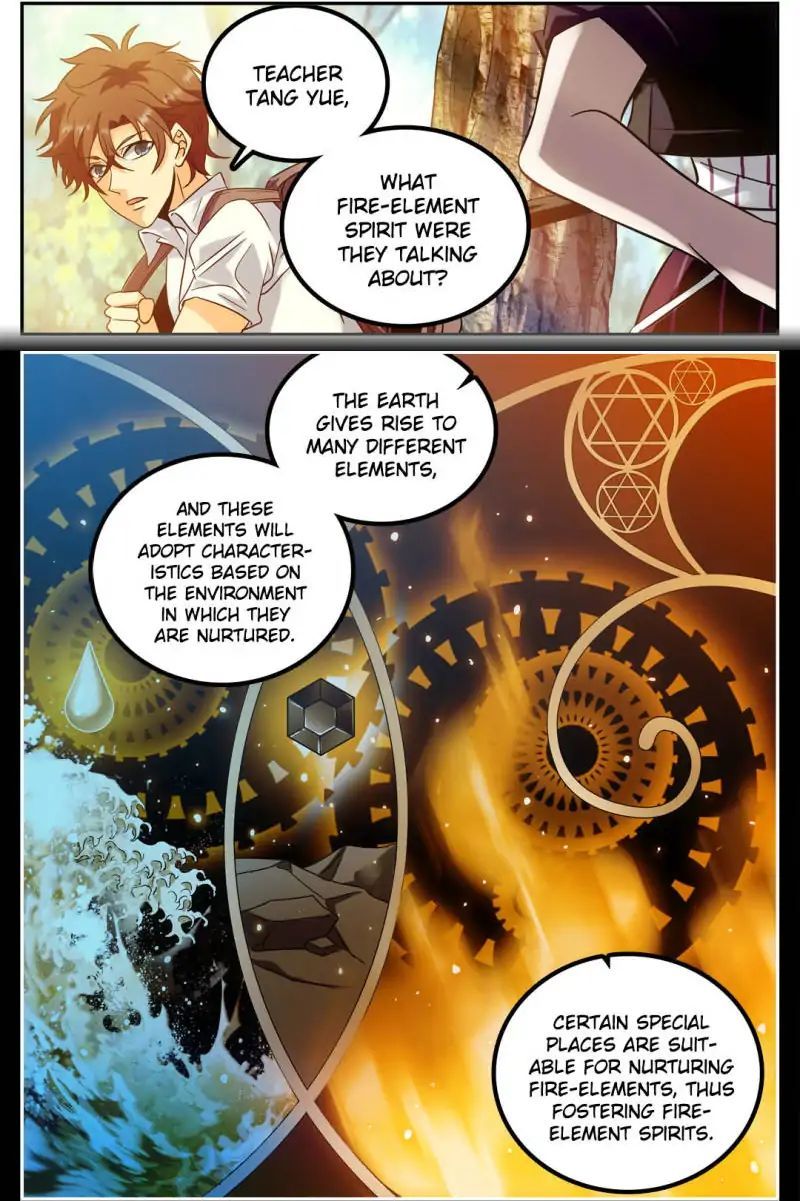 TEACHER
TANG YUE,
WHAT
FIRE-ELEMENT
SPIRIT WERE
THEY TALKING
ABOUT?
THE EARTH
GIVES RISE TO
MANY DIFFERENT
ELEMENTS,
AND THESE
ELEMENTS WILL
ADOPT CHARACTER-
ISTICS BASED ON
THE ENVIRONMENT
IN WHICH THEY
ARE NURTURED.
CERTAIN SPECIAL
PLACES ARE SUIT-
ABLE FOR NURTURING
FIRE-ELEMENTS, THUS
FOSTERING FIRE-
ELEMENT SPIRITS.